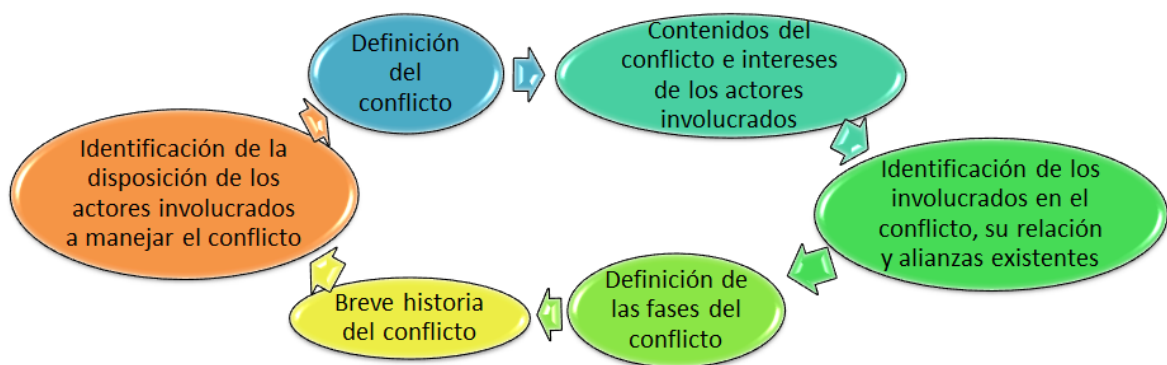 Definición
del
conflicto
Contenidos del
conflicto e intereses
de los actores
involucrados
Identificación de los
involucrados en el
conflicto, su relación
y alianzas existentes
Definición de
las fases del
conflicto
Breve historia
del conflicto
Identificación de la
disposición de los
actores involucrados
a manejar el conflicto